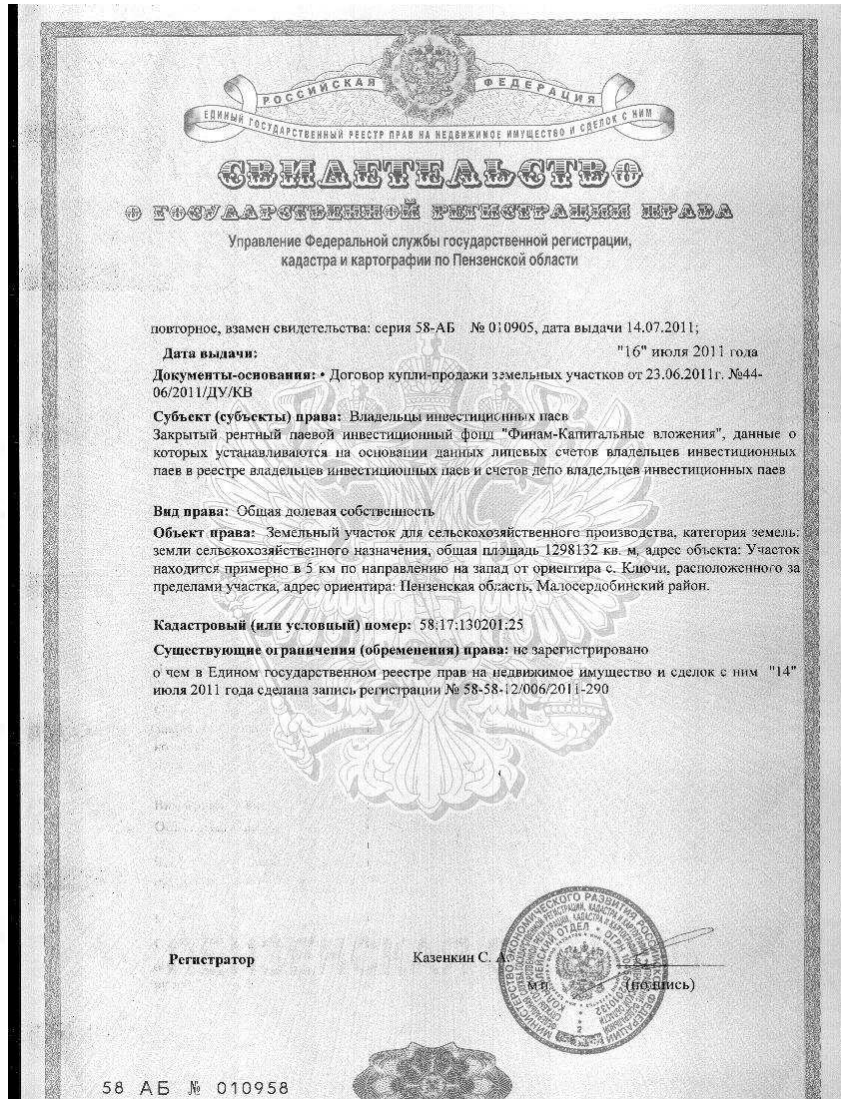 РОССИЙСКАЯ ФЕДЕРАЦИЯ
ЕДИНЫЙ ГОСУДАРСТВЕННЫЙ РЕЕСТР ПРАВ НА НЕДВИЖИМОЕ ИМУЩЕСТВО И СДЕЛОК С НИМ
СВИДЕТЕЛЬСТВО
О ГОСУДАРСТВЕННОЙ РЕГИСТРАЦИИ ПРАВА
Управление Федеральной службы государственной регистрации,
кадастра и картографии по Пензенской области
повторное, взамен свидетельства: серия 58-АБ № 010905, дата выдачи 14.07.2011;
Дата выдачи: "16" июля 2011 года
Документы-основания: • Договор купли-продажи земельных участков от 23.06.2011г. №44-
06/2011/ДУ/КВ
Субъект (субъекты) права: Владельцы инвестиционных паев
Закрытый рентный паевой инвестиционный фонд "Финам-Капитальные вложения", данные о
которых устанавливаются на основании данных лицевых счетов владельцев инвестиционных
паев в реестре владельцев инвестиционных паев и счетов депо владельцев инвестиционных паев
Вид права: Общая долевая собственность
Объект права: Земельный участок для сельскохозяйственного производства, категория земель:
земли сельскохозяйственного назначения, общая площадь 1298132 кв. м, адрес объекта: Участок
находится примерно в 5 км по направлению на запад от ориентира с. Ключи, расположенного за
пределами участка, адрес ориентира: Пензенская область, Малосердобинский район.
Кадастровый (или условный) номер: 58:17:130201:25
Существующие ограничения (обременения) права: не зарегистрировано
о чем в Едином государственном реестре прав на недвижимое имущество и сделок с ним "14"
июля 2011 года сделана запись регистрации № 58-58-12/006/2011-290
Регистратор Казенкин С. А.
м.п. (подпись)
58 АБ № 010958